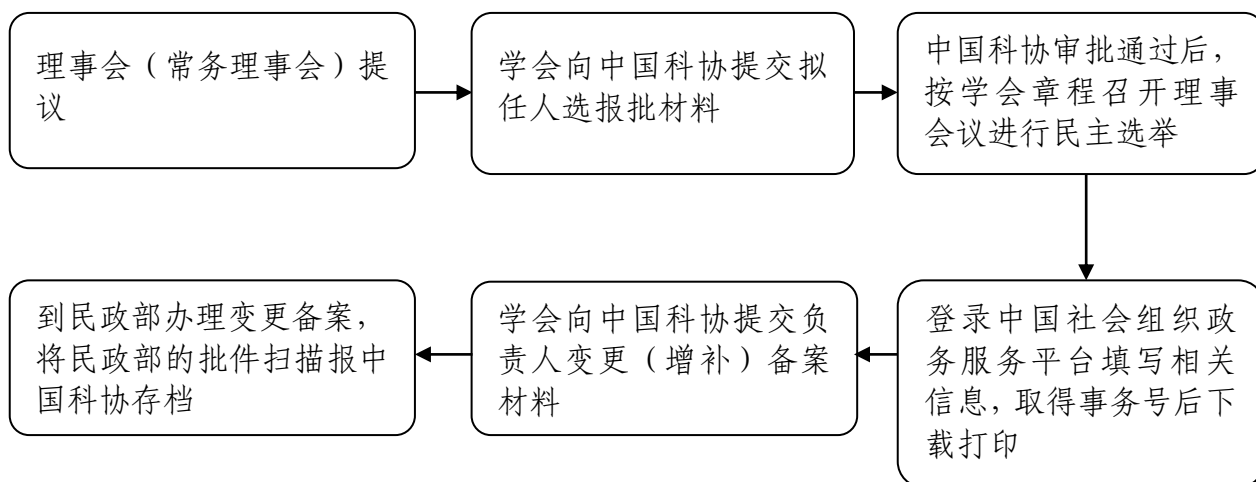 理事会（常务理事会）提
议
学会向中国科协提交拟
任人选报批材料
中国科协审批通过后，
按学会章程召开理事
会议进行民主选举
登录中国社会组织政
务服务平台填写相关
信息，取得事务号后下
载打印
学会向中国科协提交负
责人变更（增补）备案
材料
到民政部办理变更备案，
将民政部的批件扫描报中
国科协存档